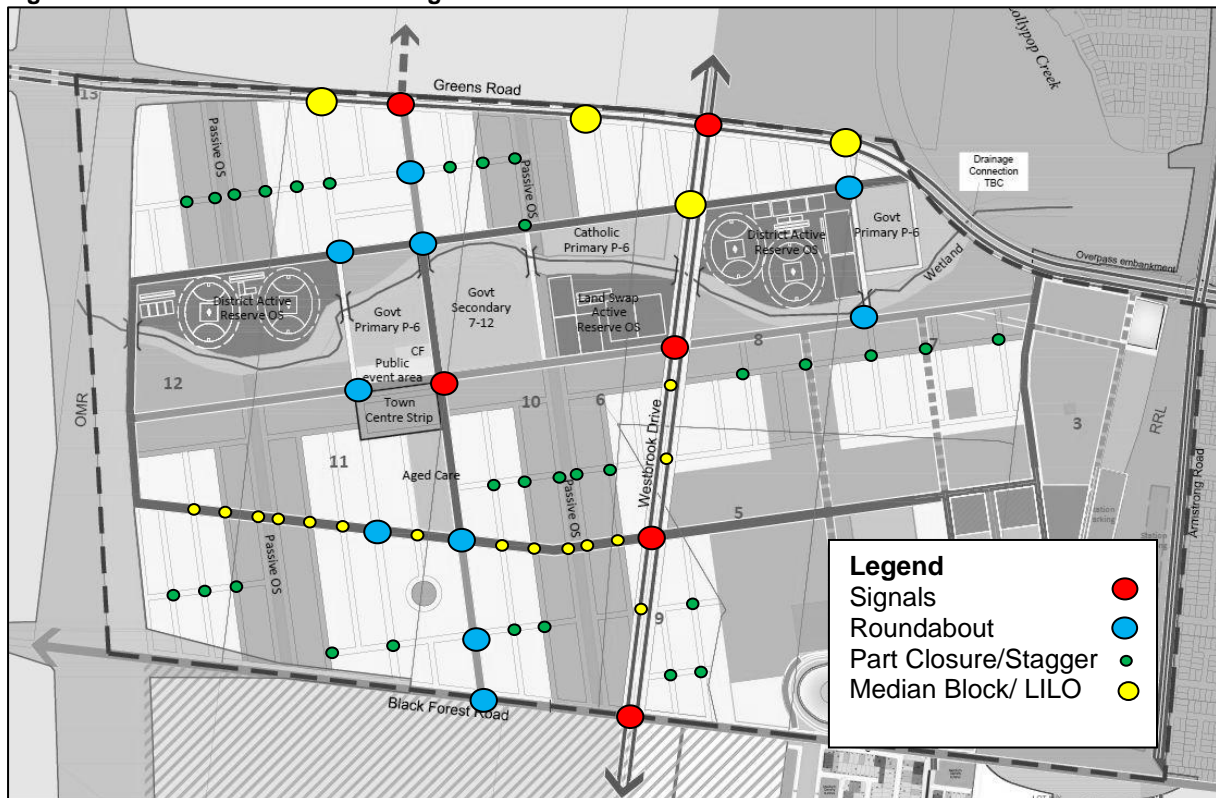 Greens Road
Lollypop Creek
13
Passive OS
Passive OS
Drainage
Connection
TBC
Catholic
Primary P-6
District Active
Reserve OS
Govt
Primary P-6
Wetland
Overpass embankment
District Active
Reserve OS
Govt
Primary P-6
Govt
Secondary
7-12
Land Swap
Active
Reserve OS
CF
Public
event area
Town
Centre Strip
12
8
7
10
6
3
OMR
RRL
Westbrook Drive
Armstrong Road
11
Aged Care
Passive OS
5
Passive OS
9
Black Forest Road
Legend
Signals
Roundabout
Part Closure/Stagger
Median Block/ LILO